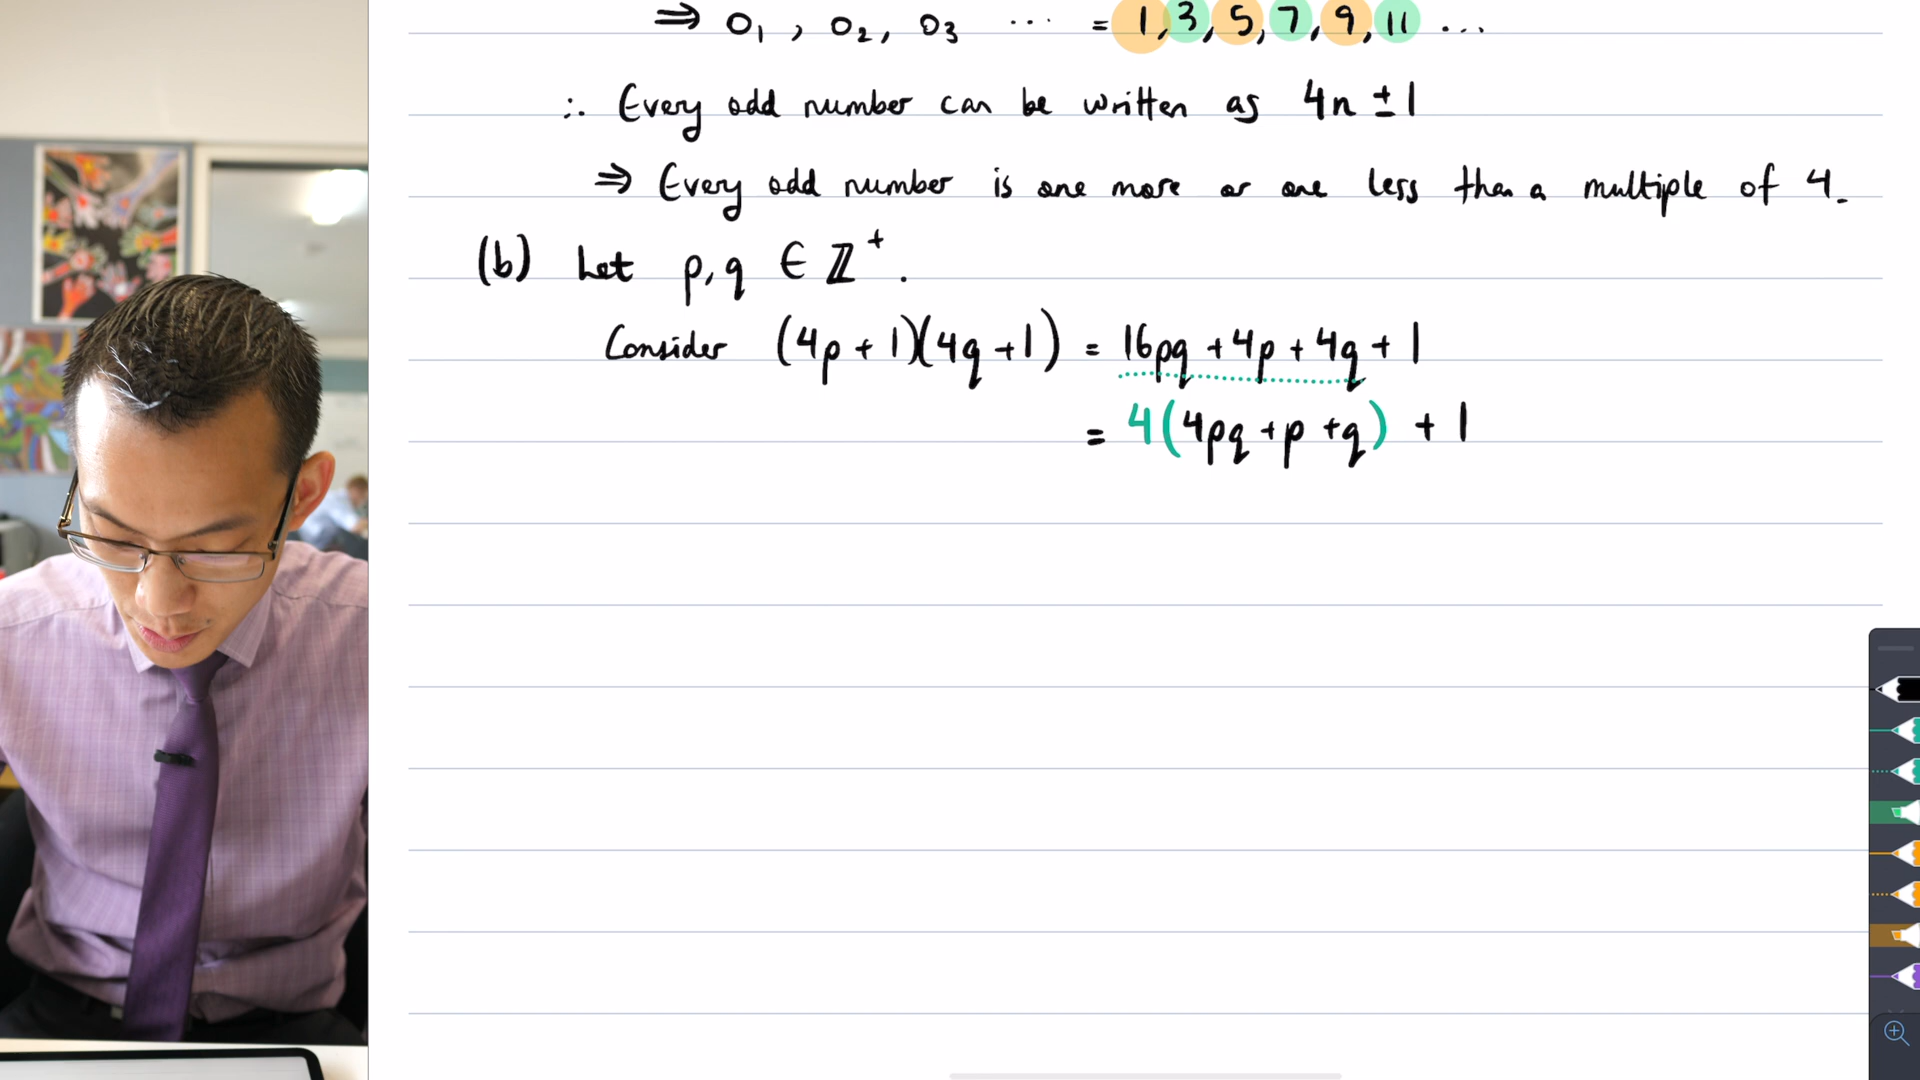 ⇒ O₁ , O₂, O₃ ... = 1, 3, 5, 7, 9, 11 ...
∴ Every odd number can be written as 4n ± 1
⇒ Every odd number is one more or one less than a multiple of 4.
(b) Let p, q ∈ ℤ⁺.
Consider (4p + 1)(4q + 1) = 16pq + 4p + 4q + 1
= 4(4pq + p + q) + 1